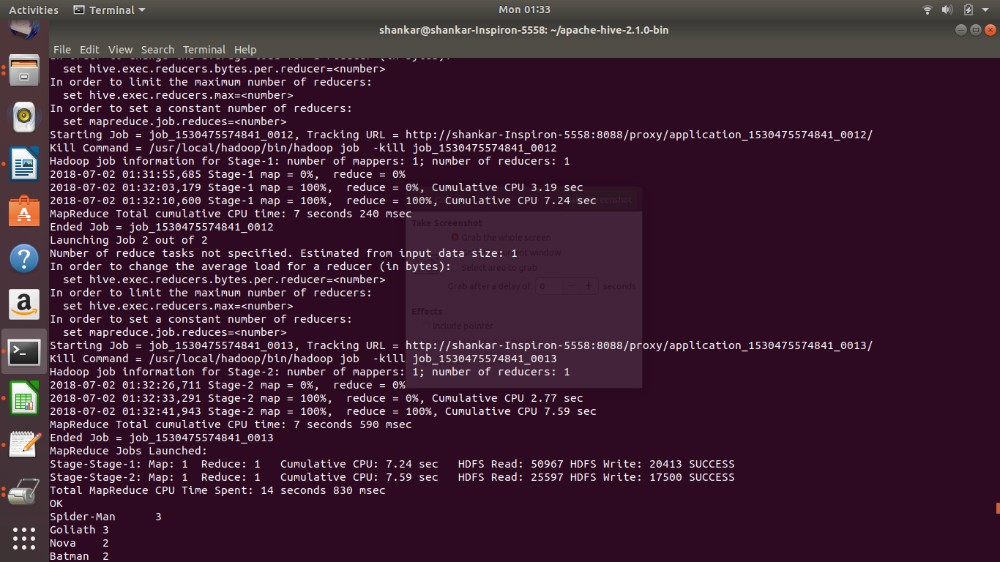 Activities
Terminal
Mon 01:33
shankar@shankar-Inspiron-5558: ~/apache-hive-2.1.0-bin
File Edit View Search Terminal Help
In order to change the average load for a reducer (in bytes):
  set hive.exec.reducers.bytes.per.reducer=<number>
In order to limit the maximum number of reducers:
  set hive.exec.reducers.max=<number>
In order to set a constant number of reducers:
  set mapreduce.job.reduces=<number>
Starting Job = job_1530475574841_0012, Tracking URL = http://shankar-Inspiron-5558:8088/proxy/application_1530475574841_0012/
Kill Command = /usr/local/hadoop/bin/hadoop job  -kill job_1530475574841_0012
Hadoop job information for Stage-1: number of mappers: 1; number of reducers: 1
2018-07-02 01:31:55,685 Stage-1 map = 0%,  reduce = 0%
2018-07-02 01:32:03,179 Stage-1 map = 100%,  reduce = 0%, Cumulative CPU 3.19 sec
2018-07-02 01:32:10,600 Stage-1 map = 100%,  reduce = 100%, Cumulative CPU 7.24 sec
MapReduce Total cumulative CPU time: 7 seconds 240 msec
Ended Job = job_1530475574841_0012
Launching Job 2 out of 2
Number of reduce tasks not specified. Estimated from input data size: 1
In order to change the average load for a reducer (in bytes):
  set hive.exec.reducers.bytes.per.reducer=<number>
In order to limit the maximum number of reducers:
  set hive.exec.reducers.max=<number>
In order to set a constant number of reducers:
  set mapreduce.job.reduces=<number>
Starting Job = job_1530475574841_0013, Tracking URL = http://shankar-Inspiron-5558:8088/proxy/application_1530475574841_0013/
Kill Command = /usr/local/hadoop/bin/hadoop job  -kill job_1530475574841_0013
Hadoop job information for Stage-2: number of mappers: 1; number of reducers: 1
2018-07-02 01:32:26,711 Stage-2 map = 0%,  reduce = 0%
2018-07-02 01:32:33,291 Stage-2 map = 100%,  reduce = 0%, Cumulative CPU 2.77 sec
2018-07-02 01:32:41,943 Stage-2 map = 100%,  reduce = 100%, Cumulative CPU 7.59 sec
MapReduce Total cumulative CPU time: 7 seconds 590 msec
Ended Job = job_1530475574841_0013
MapReduce Jobs Launched:
Stage-Stage-1: Map: 1  Reduce: 1   Cumulative CPU: 7.24 sec   HDFS Read: 50967 HDFS Write: 20413 SUCCESS
Stage-Stage-2: Map: 1  Reduce: 1   Cumulative CPU: 7.59 sec   HDFS Read: 25597 HDFS Write: 17500 SUCCESS
Total MapReduce CPU Time Spent: 14 seconds 830 msec
OK
Spider-Man	3
Goliath	3
Nova	2
Batman	2
Take Screenshot
Grab the whole screen
window
Select area to grab
Grab after a delay of 0 - + seconds
Effects
Include pointer